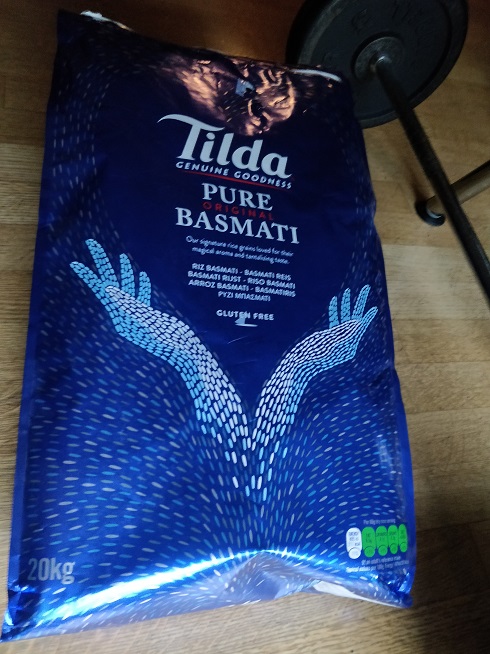 Tilda
GENUINE GOODNESS
PURE
ORIGINAL
BASMATI
Our signature rice grains loved for their
magical aroma and tantalising taste.
RIZ BASMATI - BASMATI REIS
BASMATI RIJST - RISO BASMATI
ARROZ BASMATI - BASMATIRIS
ΡΥΖΙ ΜΠΑΣΜΑΤΙ
GLUTEN FREE
20kg